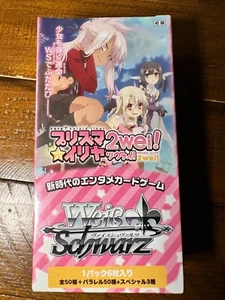 プリズマ
☆イリヤ
2wei!
ツヴァイ!
新時代のエンタメカードゲーム
Weiß
ヴァイスシュヴァルツ
Schwarz
1パック6枚入り
全50種+パラレル50種+スペシャル3種